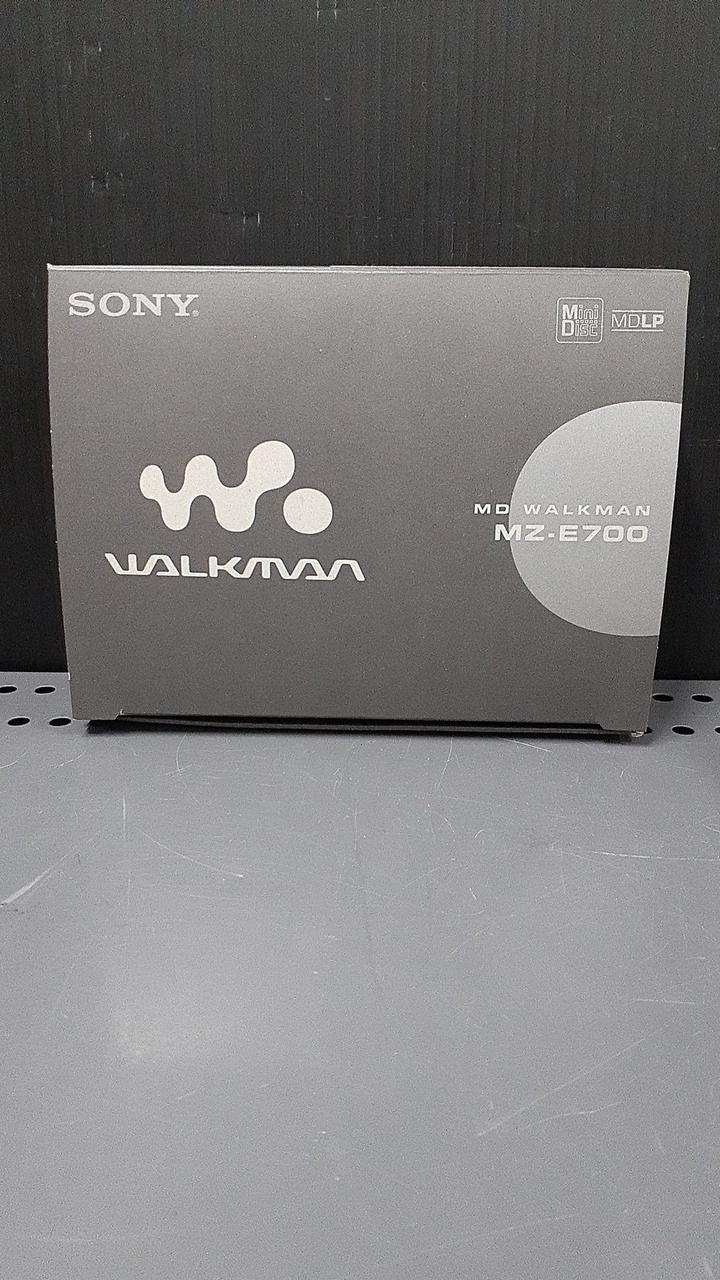 SONY®
Mini
Disc
MDLP
WALKMAN
MD WALKMAN
MZ-E700